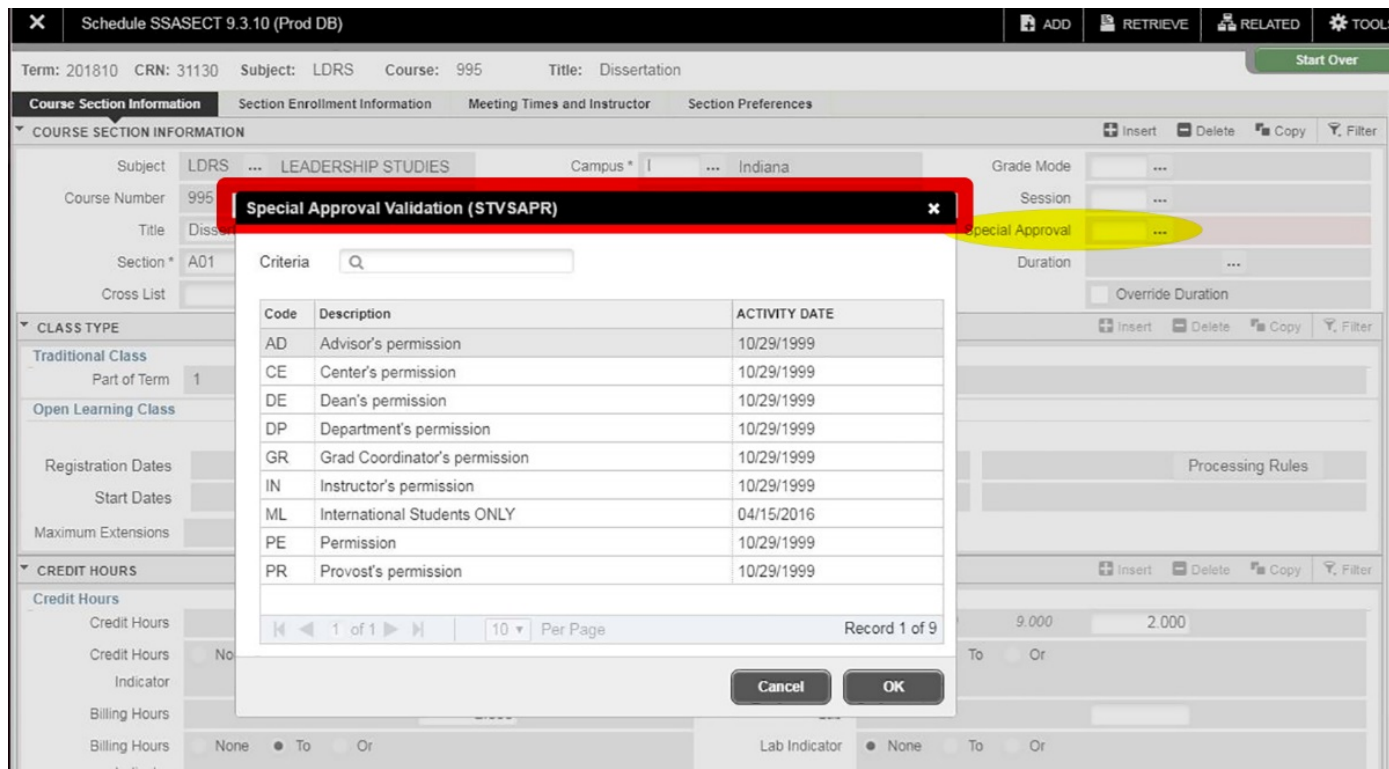 ✕ Schedule SSASECT 9.3.10 (Prod DB) ADD RETRIEVE RELATED TOOLS
Term: 201810 CRN: 31130 Subject: LDRS Course: 995 Title: Dissertation Start Over
Course Section Information Section Enrollment Information Meeting Times and Instructor Section Preferences
COURSE SECTION INFORMATION Insert Delete Copy Filter
Subject LDRS ... LEADERSHIP STUDIES Campus * I ... Indiana Grade Mode ...
Course Number 995 Session ...
Special Approval Validation (STVSAPR) ✕
Title Special Approval ...
Section * A01 Criteria Duration ...
Cross List Override Duration
Code Description ACTIVITY DATE
CLASS TYPE Insert Delete Copy Filter
AD Advisor's permission 10/29/1999
Traditional Class
CE Center's permission 10/29/1999
Part of Term 1
DE Dean's permission 10/29/1999
Open Learning Class
DP Department's permission 10/29/1999
GR Grad Coordinator's permission 10/29/1999
Registration Dates Processing Rules
IN Instructor's permission 10/29/1999
Start Dates
ML International Students ONLY 04/15/2016
Maximum Extensions
PE Permission 10/29/1999
CREDIT HOURS Insert Delete Copy Filter
PR Provost's permission 10/29/1999
Credit Hours
Credit Hours 9.000 2.000
1 of 1 10 Per Page Record 1 of 9
Credit Hours To Or
Indicator
Cancel OK
Billing Hours
Billing Hours None To Or Lab Indicator None To Or